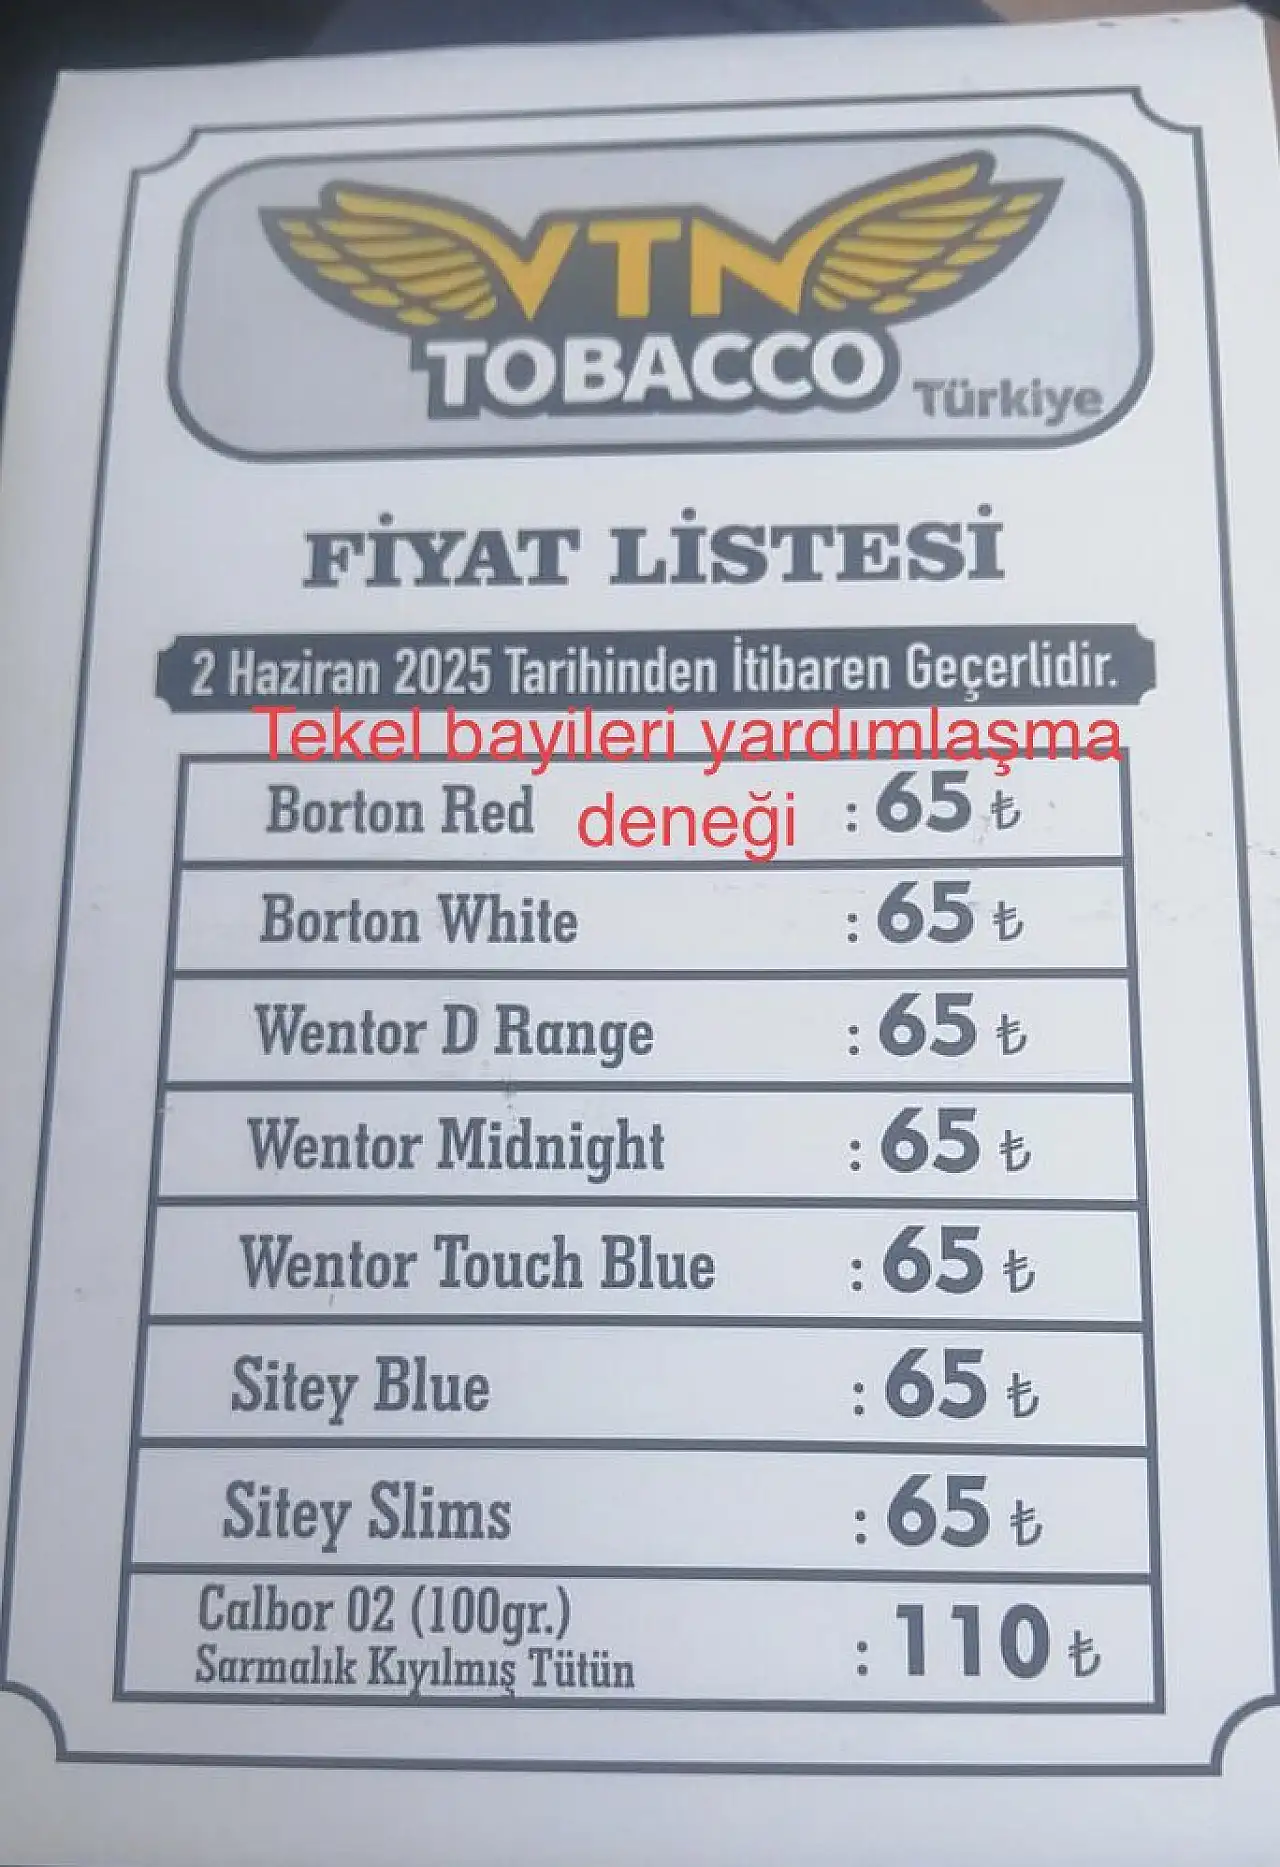 VTN
TOBACCO
Türkiye
FİYAT LİSTESİ
2 Haziran 2025 Tarihinden İtibaren Geçerlidir.
Tekel bayileri yardımlaşma
deneği
Borton Red : 65 ₺
Borton White : 65 ₺
Wentor D Range : 65 ₺
Wentor Midnight : 65 ₺
Wentor Touch Blue : 65 ₺
Sitey Blue : 65 ₺
Sitey Slims : 65 ₺
Calbor 02 (100gr.)
Sarmalık Kıyılmış Tütün : 110 ₺